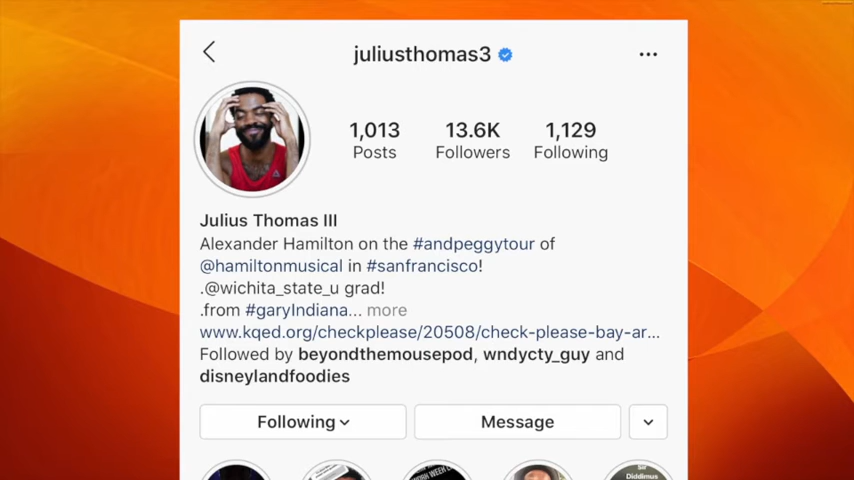 juliusthomas3
1,013 13.6K 1,129
Posts Followers Following
Julius Thomas III
Alexander Hamilton on the #andpeggytour of
@hamiltonmusical in #sanfrancisco!
.@wichita_state_u grad!
.from #garyIndiana... more
www.kqed.org/checkplease/20508/check-please-bay-ar...
Followed by beyondthemousepod, wndycty_guy and
disneylandfoodies
Following Message
Sir
Diddimus